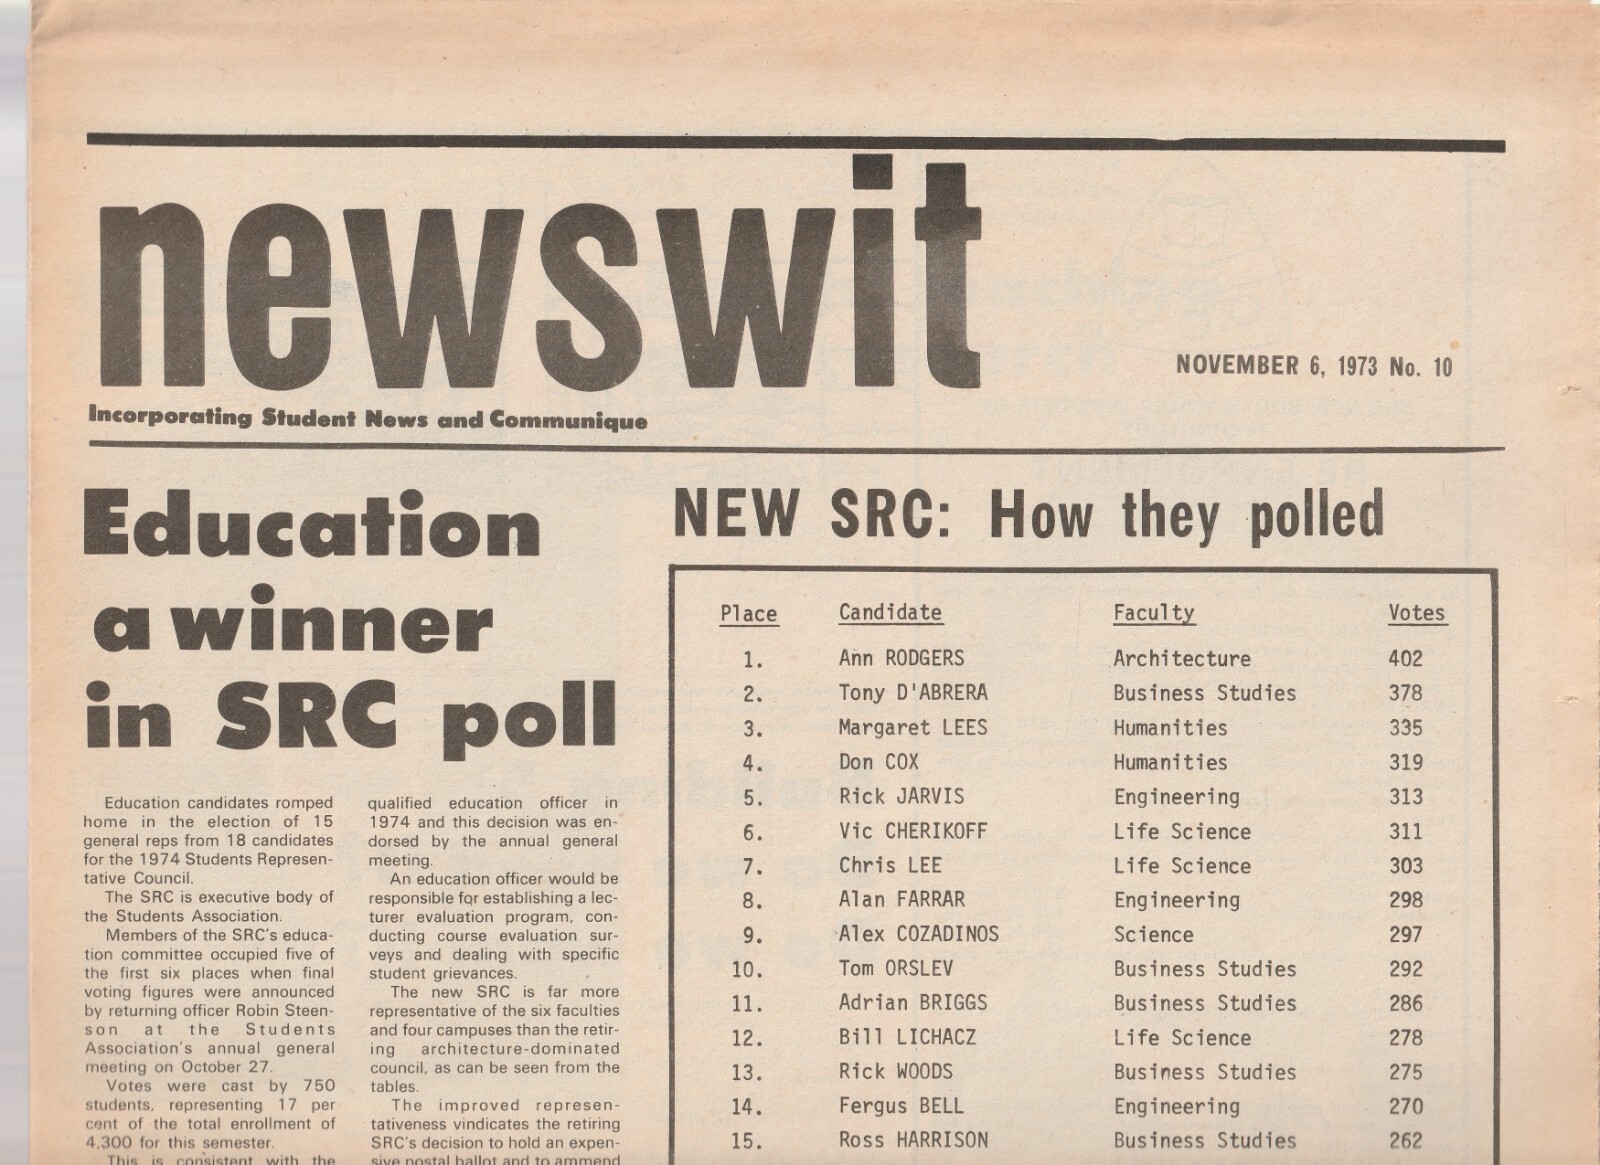 newswit
NOVEMBER 6, 1973 No. 10
Incorporating Student News and Communique
Education
a winner
in SRC poll
Education candidates romped
home in the election of 15
general reps from 18 candidates
for the 1974 Students Represen-
tative Council.
The SRC is executive body of
the Students Association.
Members of the SRC's educa-
tion committee occupied five of
the first six places when final
voting figures were announced
by returning officer Robin Steen-
son at the Students
Association's annual general
meeting on October 27.
Votes were cast by 750
students, representing 17 per
cent of the total enrollment of
4,300 for this semester.
This is consistent with the
qualified education officer in
1974 and this decision was en-
dorsed by the annual general
meeting.
An education officer would be
responsible for establishing a lec-
turer evaluation program, con-
ducting course evaluation sur-
veys and dealing with specific
student grievances.
The new SRC is far more
representative of the six faculties
and four campuses than the retir-
ing architecture-dominated
council, as can be seen from the
tables.
The improved represen-
tativeness vindicates the retiring
SRC's decision to hold an expen-
sive postal ballot and to ammend
NEW SRC: How they polled
Place Candidate Faculty Votes
1. Ann RODGERS Architecture 402
2. Tony D'ABRERA Business Studies 378
3. Margaret LEES Humanities 335
4. Don COX Humanities 319
5. Rick JARVIS Engineering 313
6. Vic CHERIKOFF Life Science 311
7. Chris LEE Life Science 303
8. Alan FARRAR Engineering 298
9. Alex COZADINOS Science 297
10. Tom ORSLEV Business Studies 292
11. Adrian BRIGGS Business Studies 286
12. Bill LICHACZ Life Science 278
13. Rick WOODS Business Studies 275
14. Fergus BELL Engineering 270
15. Ross HARRISON Business Studies 262